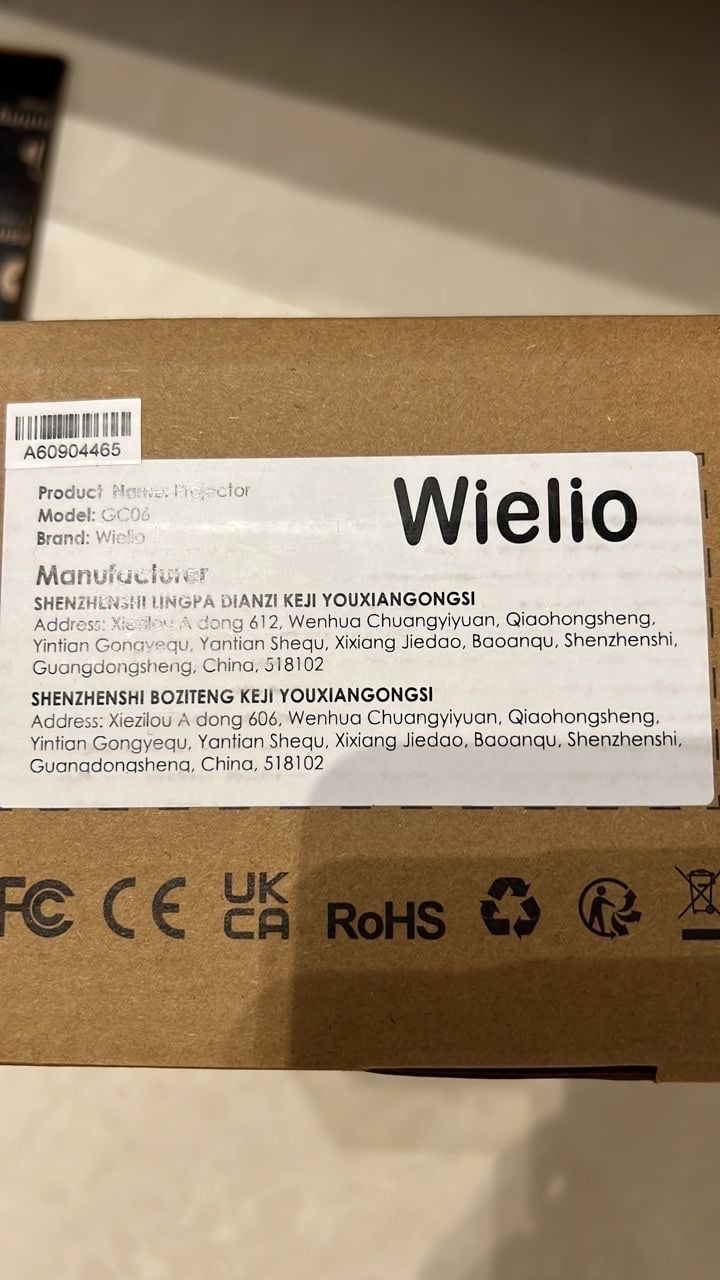 A60904465
Wielio
Product Name: Projector
Model: GC06
Brand: Wielio
Manufacturer
SHENZHENSHI LINGPA DIANZI KEJI YOUXIANGONGSI
Address: Xiezilou A dong 612, Wenhua Chuangyiyuan, Qiaohongsheng,
Yintian Gongyequ, Yantian Shequ, Xixiang Jiedao, Baoanqu, Shenzhenshi,
Guangdongsheng, China, 518102
SHENZHENSHI BOZITENG KEJI YOUXIANGONGSI
Address: Xiezilou A dong 606, Wenhua Chuangyiyuan, Qiaohongsheng,
Yintian Gongyequ, Yantian Shequ, Xixiang Jiedao, Baoanqu, Shenzhenshi,
Guangdongsheng, China, 518102
FC CE UK CA RoHS